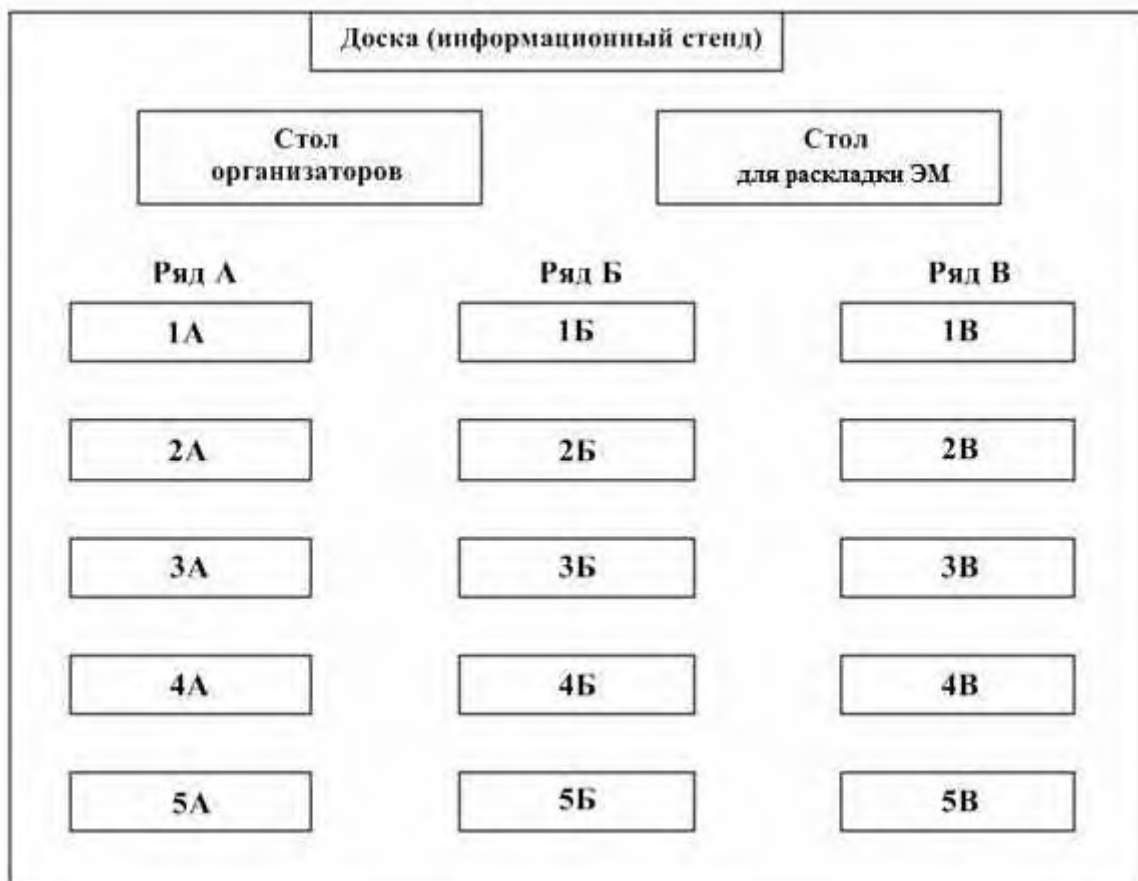 Доска (информационный стенд)
Стол
организаторов
Стол
для раскладки ЭМ
Ряд А
Ряд Б
Ряд В
1А
1Б
1В
2А
2Б
2В
3А
3Б
3В
4А
4Б
4В
5А
5Б
5В